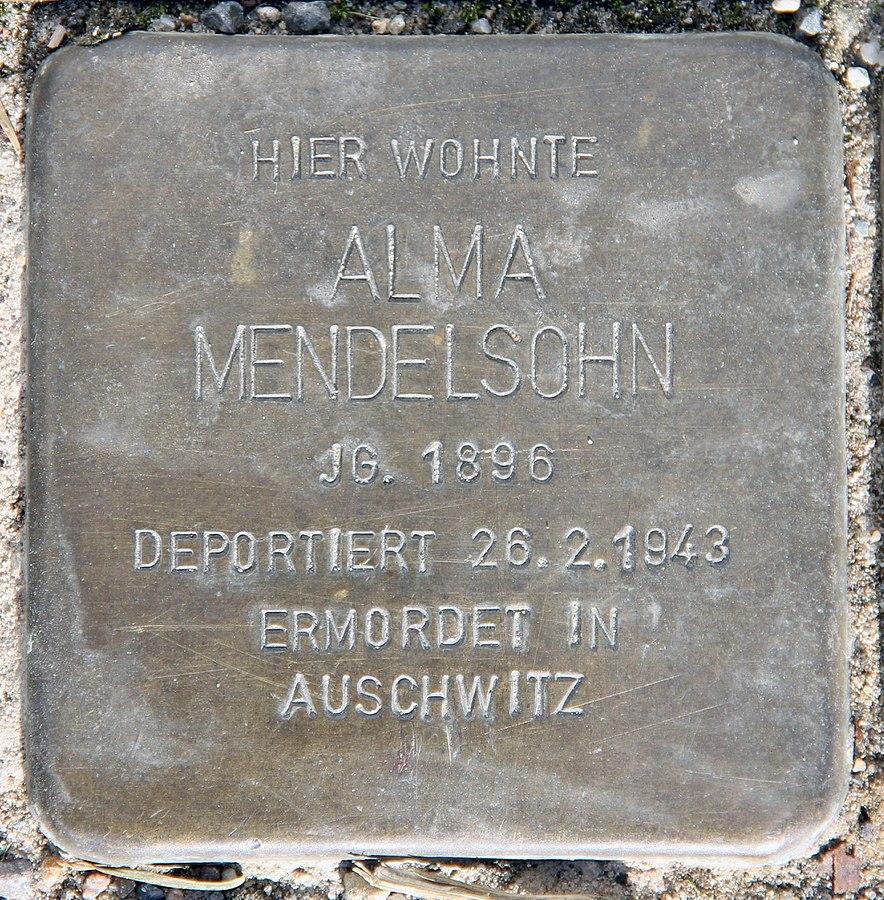 HIER WOHNTE
ALMA
MENDELSOHN
JG. 1896
DEPORTIERT 26.2.1943
ERMORDET IN
AUSCHWITZ